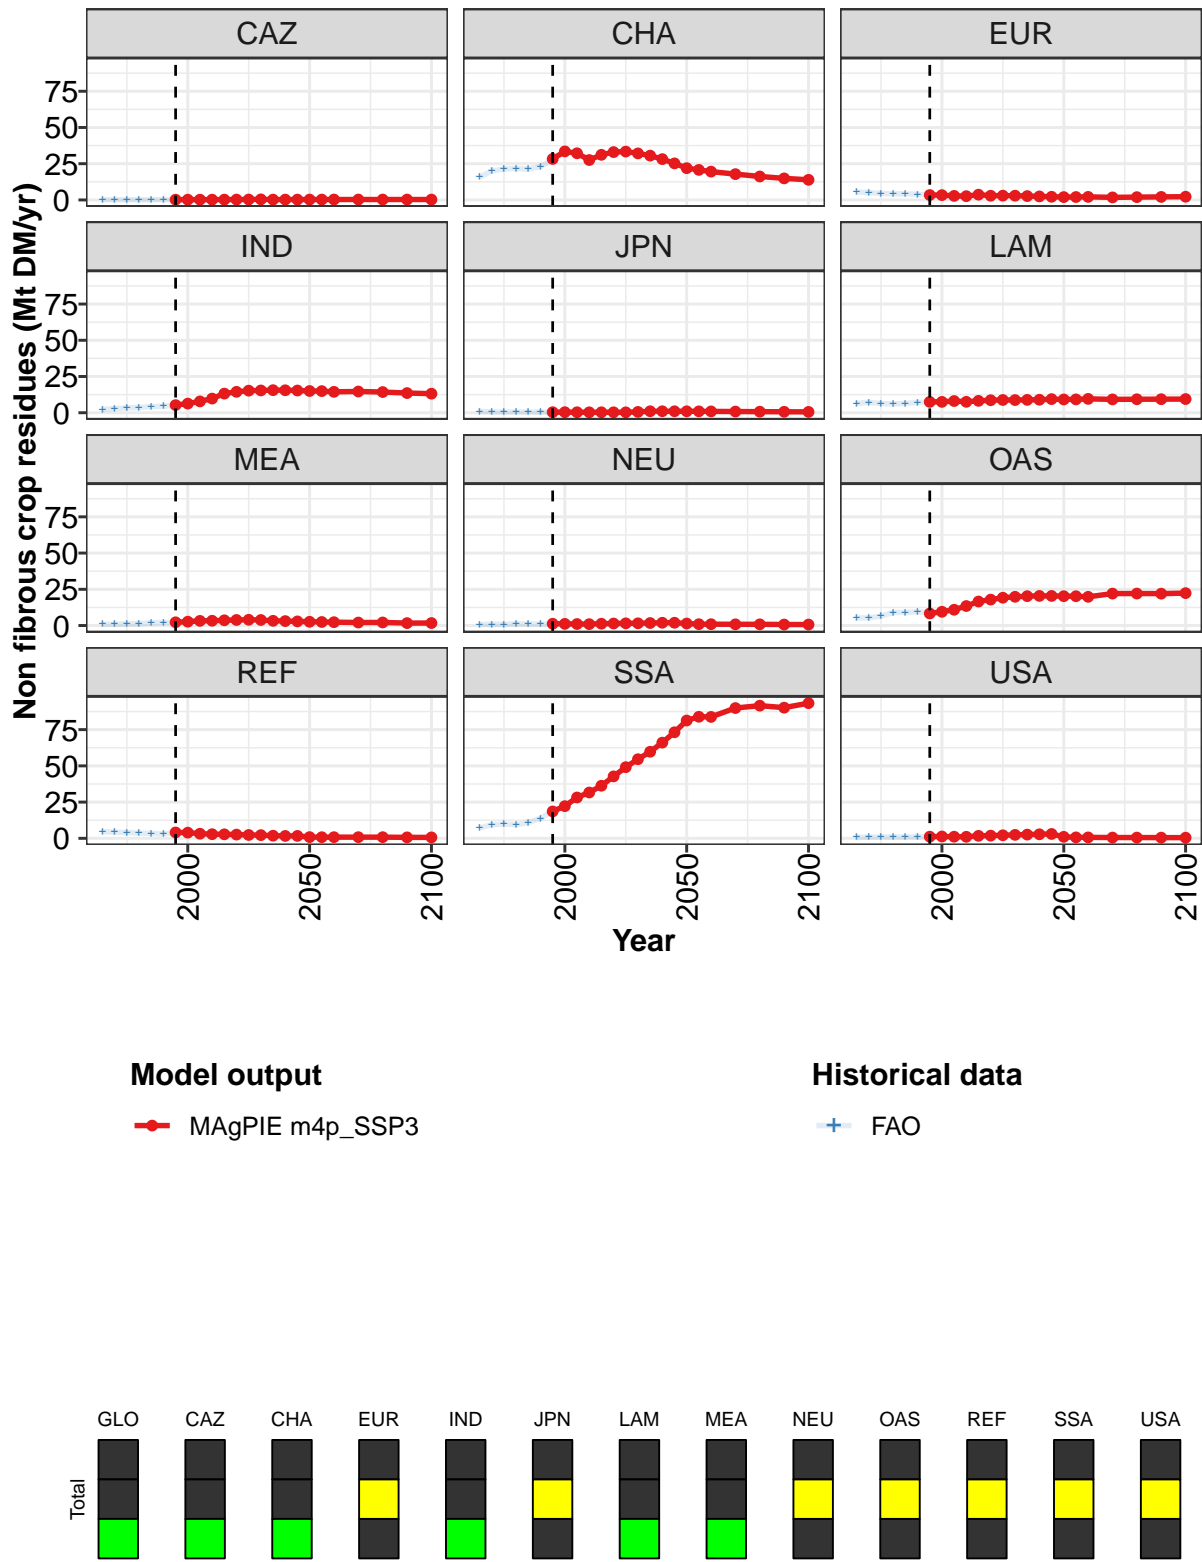 CAZ CHA EUR
75
50
25
0
IND JPN LAM
75
50
25
0
MEA NEU OAS
75
50
25
0
REF SSA USA
75
50
25
0
Non fibrous crop residues (Mt DM/yr)
2000 2050 2100 2000 2050 2100 2000 2050 2100
Year
Model output Historical data
MAgPIE m4p_SSP3 FAO
GLO CAZ CHA EUR IND JPN LAM MEA NEU OAS REF SSA USA
Total